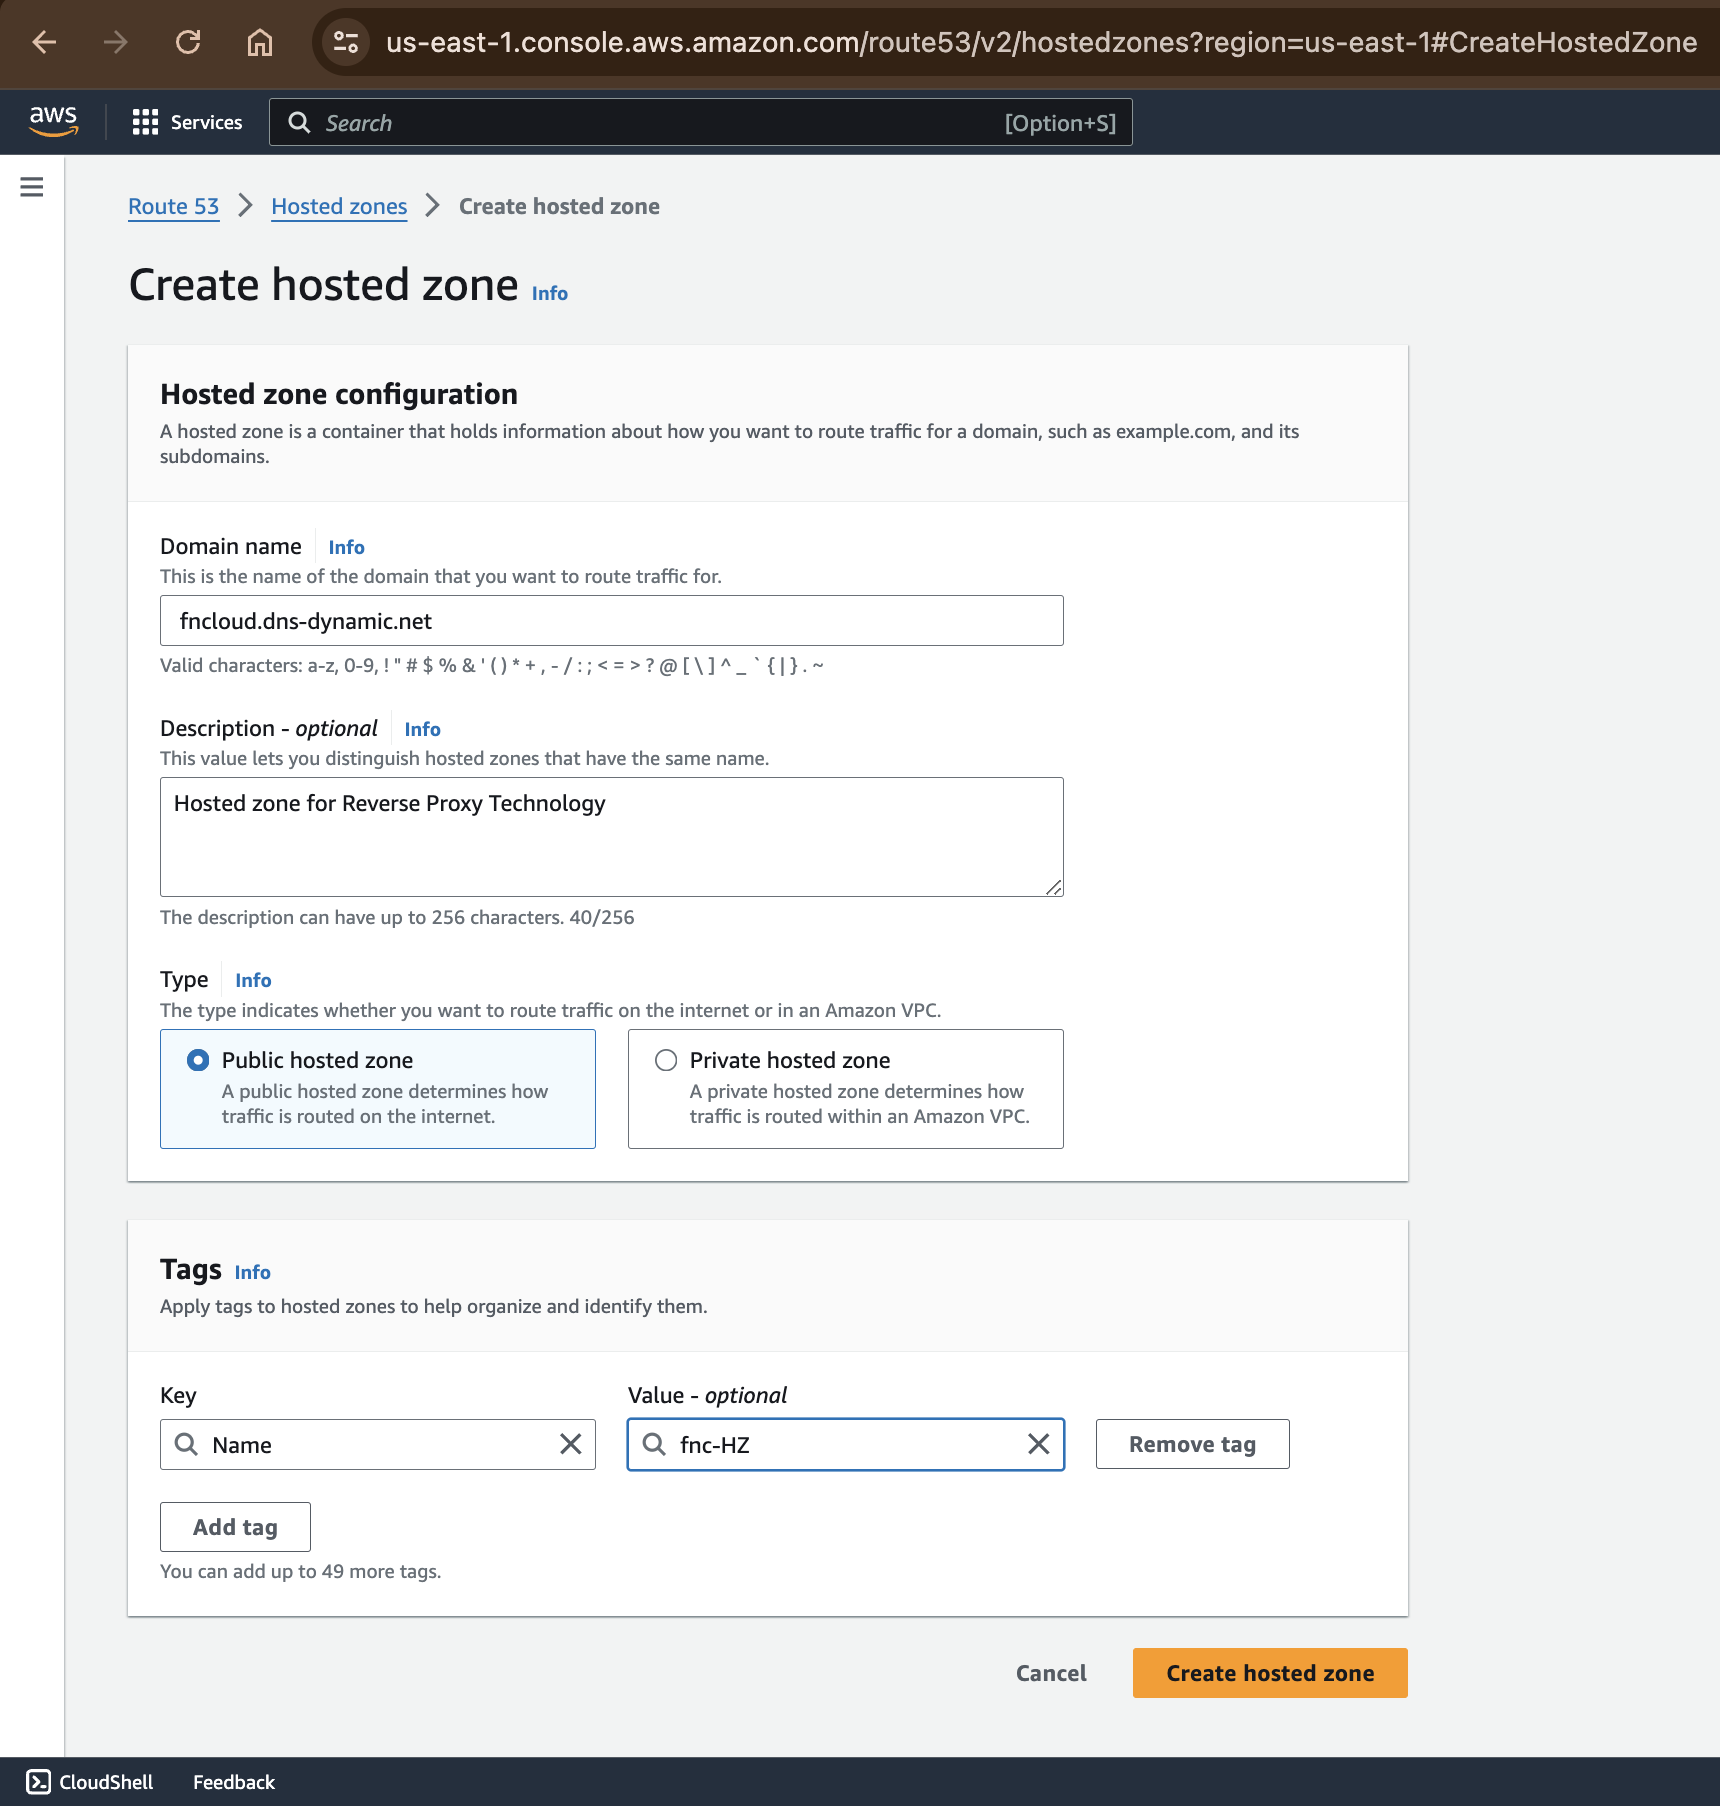 us-east-1.console.aws.amazon.com/route53/v2/hostedzones?region=us-east-1#CreateHostedZone
aws
Services
Search
[Option+S]
Route 53 > Hosted zones > Create hosted zone
Create hosted zone Info
Hosted zone configuration
A hosted zone is a container that holds information about how you want to route traffic for a domain, such as example.com, and its
subdomains.
Domain name Info
This is the name of the domain that you want to route traffic for.
fncloud.dns-dynamic.net
Valid characters: a-z, 0-9, ! " # $ % & ' ( ) * + , - / : ; < = > ? @ [ \ ] ^ _ ` { | } . ~
Description - optional Info
This value lets you distinguish hosted zones that have the same name.
Hosted zone for Reverse Proxy Technology
The description can have up to 256 characters. 40/256
Type Info
The type indicates whether you want to route traffic on the internet or in an Amazon VPC.
Public hosted zone
A public hosted zone determines how
traffic is routed on the internet.
Private hosted zone
A private hosted zone determines how
traffic is routed within an Amazon VPC.
Tags Info
Apply tags to hosted zones to help organize and identify them.
Key
Value - optional
Name
fnc-HZ
Remove tag
Add tag
You can add up to 49 more tags.
Cancel
Create hosted zone
CloudShell
Feedback